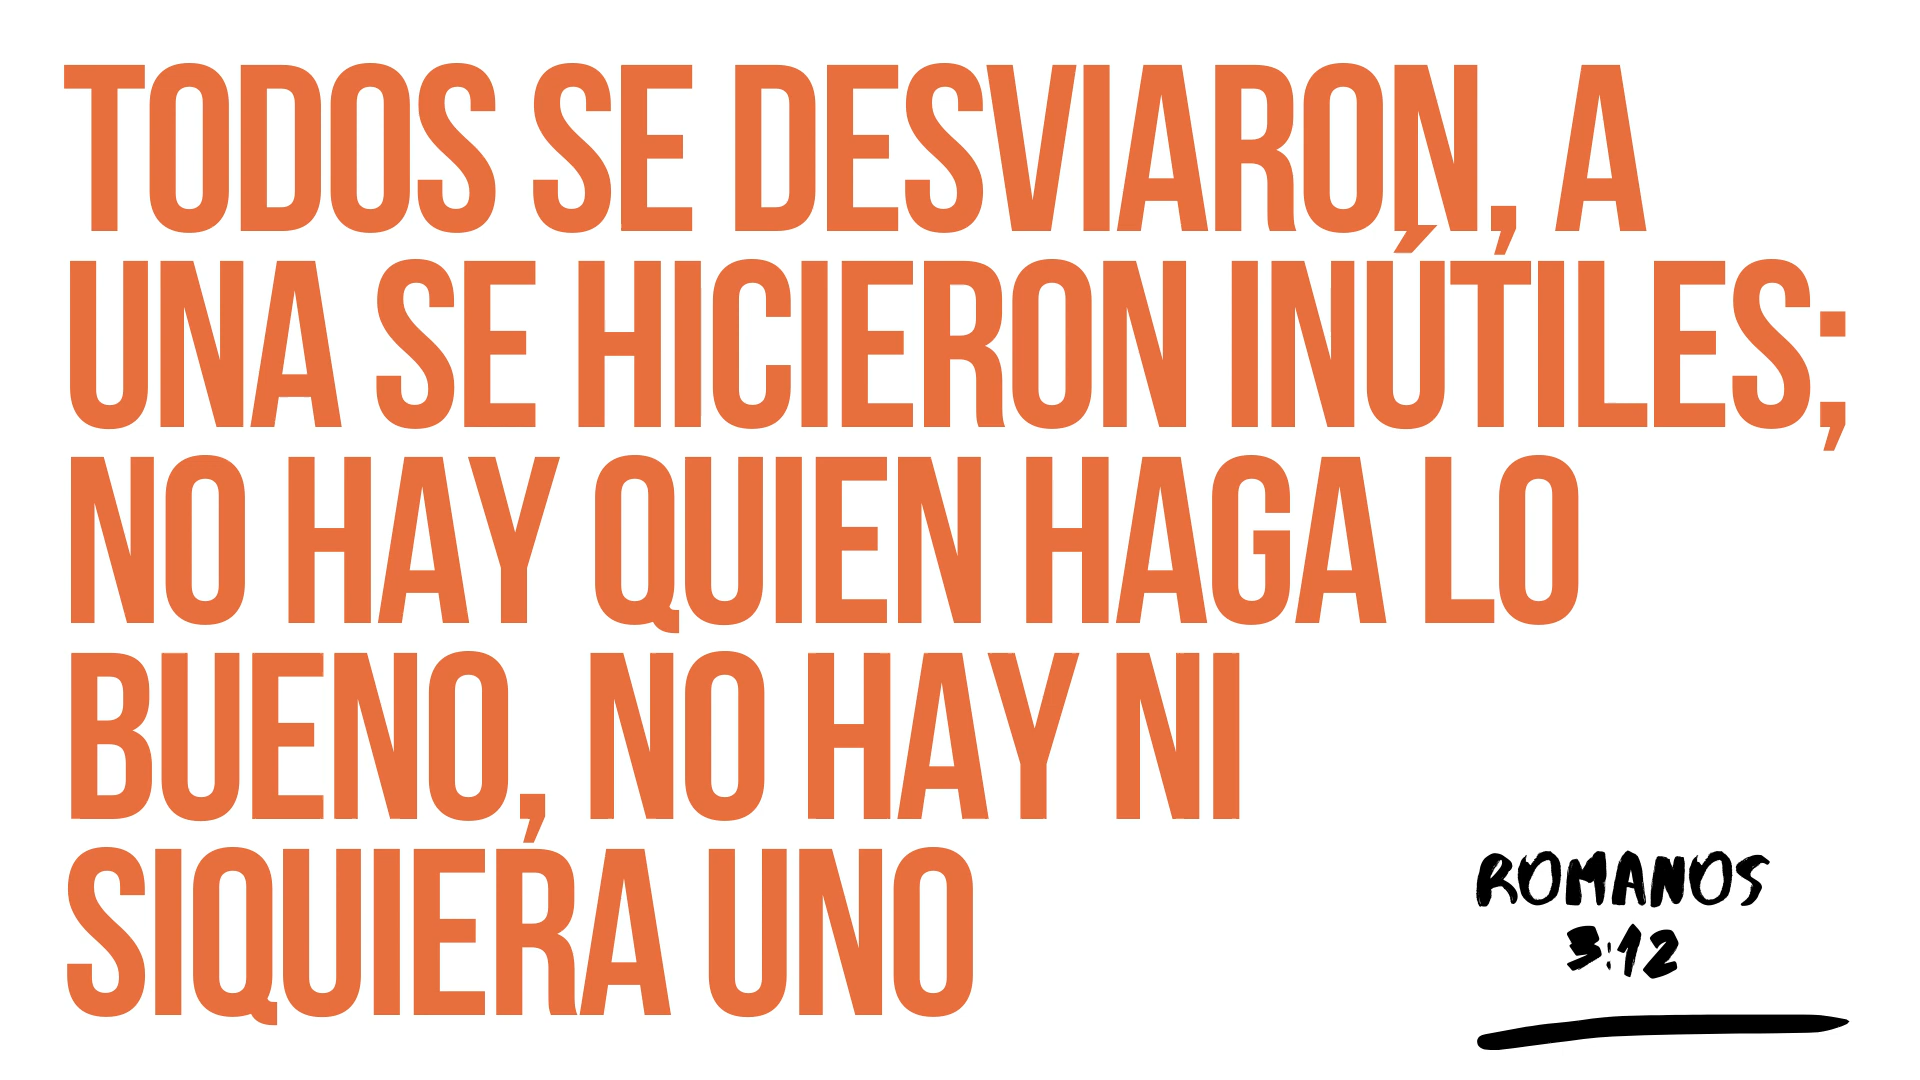 TODOS SE DESVIARON, A
UNA SE HICIERON INÚTILES;
NO HAY QUIEN HAGA LO
BUENO, NO HAY NI
SIQUIERA UNO
ROMANOS
3:12